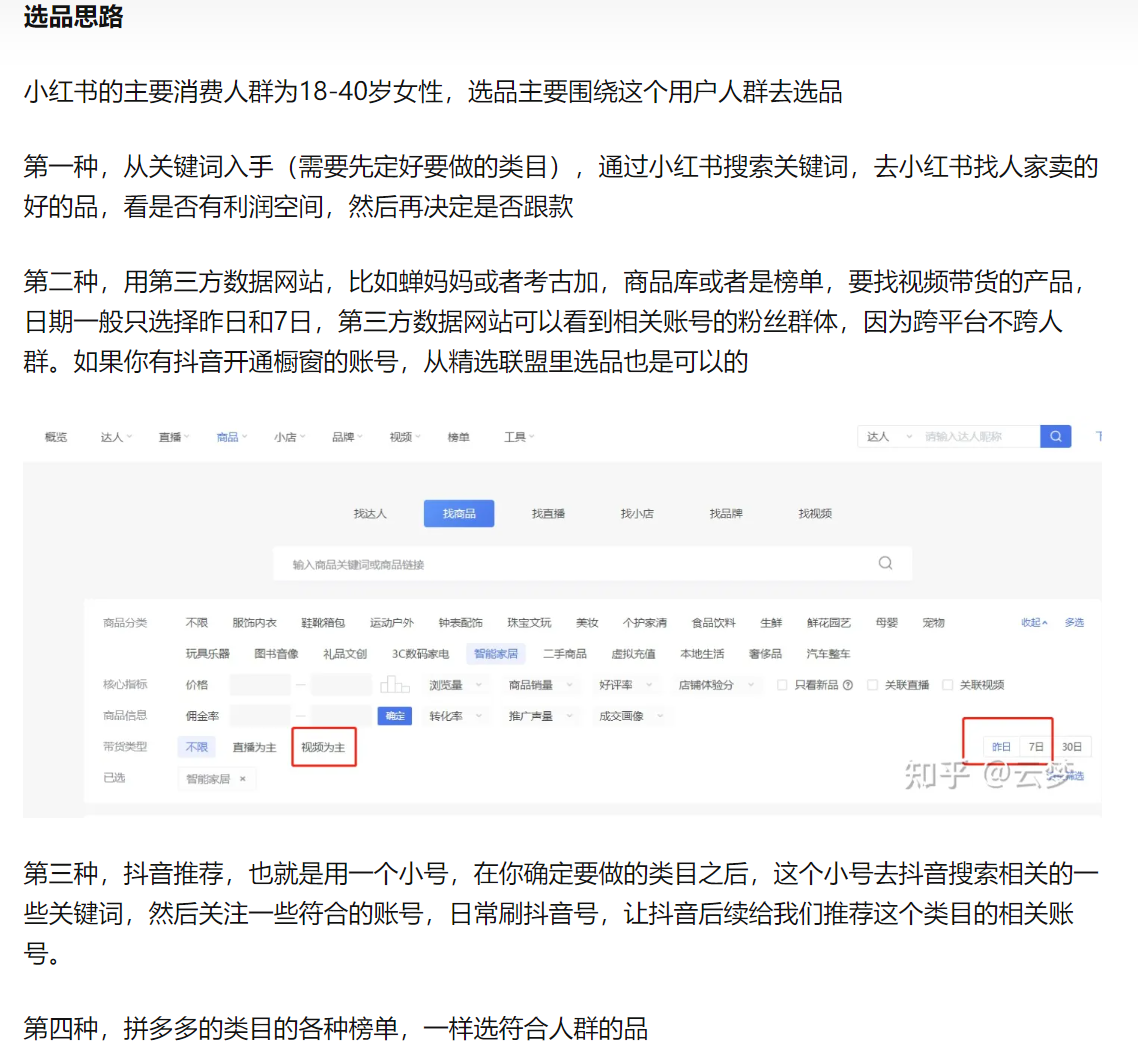 选品思路
小红书的主要消费人群为18-40岁女性，选品主要围绕这个用户人群去选品
第一种，从关键词入手（需要先定好要做的类目），通过小红书搜索关键词，去小红书找人家卖的
好的品，看是否有利润空间，然后再决定是否跟款
第二种，用第三方数据网站，比如蝉妈妈或者考古加，商品库或者是榜单，要找视频带货的产品，
日期一般只选择昨日和7日，第三方数据网站可以看到相关账号的粉丝群体，因为跨平台不跨人
群。如果你有抖音开通橱窗的账号，从精选联盟里选品也是可以的
概览 达人 直播 商品 小店 品牌 视频 榜单 工具 达人 请输入达人昵称
找达人 找商品 找直播 找小店 找品牌 找视频
输入商品关键词或商品链接
商品分类 不限 服饰内衣 鞋靴箱包 运动户外 钟表配饰 珠宝文玩 美妆 个护家清 食品饮料 生鲜 鲜花园艺 母婴 宠物 收起 多选
玩具乐器 图书音像 礼品文创 3C数码家电 智能家居 二手商品 虚拟充值 本地生活 奢侈品 汽车整车
核心指标 价格 — 浏览量 商品销量 好评率 店铺体验分 只看新品 ? 关联直播 关联视频
商品信息 佣金率 — 确定 转化率 推广声量 成交画像
带货类型 不限 直播为主 视频为主 昨日 7日 30日
已选 智能家居 × 筛选
知乎 @云梦
第三种，抖音推荐，也就是用一个小号，在你确定要做的类目之后，这个小号去抖音搜索相关的一
些关键词，然后关注一些符合的账号，日常刷抖音号，让抖音后续给我们推荐这个类目的相关账
号。
第四种，拼多多的类目的各种榜单，一样选符合人群的品